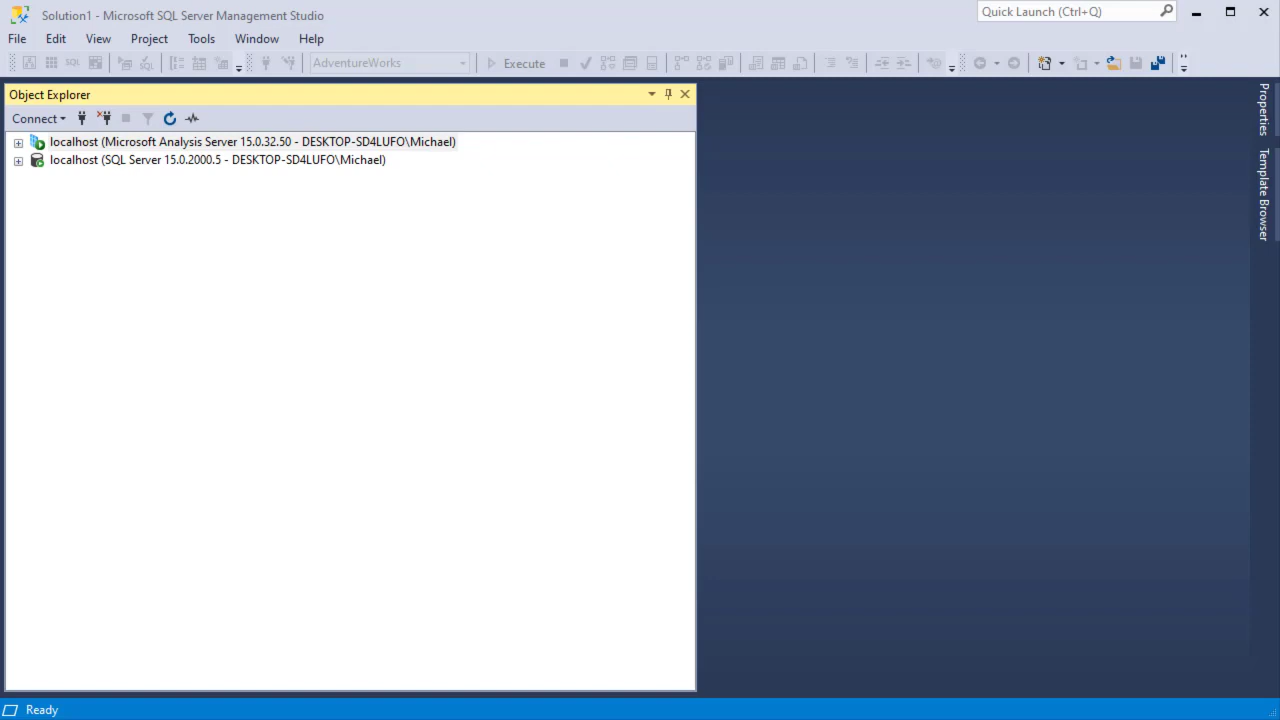 Solution1 - Microsoft SQL Server Management Studio
Quick Launch (Ctrl+Q)
File Edit View Project Tools Window Help
SQL AdventureWorks Execute
Object Explorer
Connect
localhost (Microsoft Analysis Server 15.0.32.50 - DESKTOP-SD4LUFO\Michael)
localhost (SQL Server 15.0.2000.5 - DESKTOP-SD4LUFO\Michael)
Properties
Template Browser
Ready